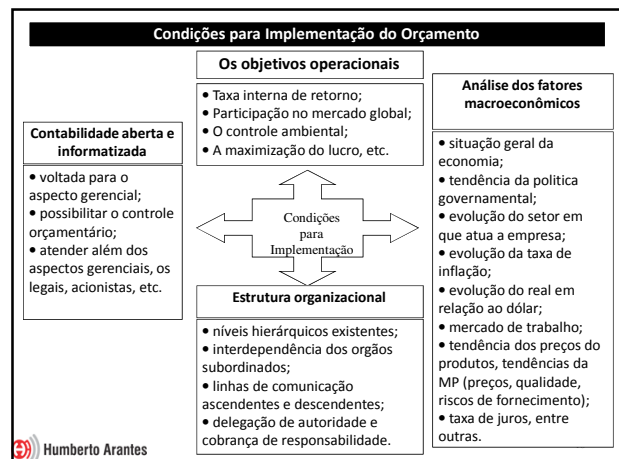 Condições para Implementação do Orçamento
Os objetivos operacionais
• Taxa interna de retorno;
• Participação no mercado global;
• O controle ambiental;
• A maximização do lucro, etc.
Contabilidade aberta e
informatizada
• voltada para o
aspecto gerencial;
• possibilitar o controle
orçamentário;
• atender além dos
aspectos gerenciais, os
legais, acionistas, etc.
Condições
para
Implementação
Estrutura organizacional
• níveis hierárquicos existentes;
• interdependência dos orgãos
subordinados;
• linhas de comunicação
ascendentes e descendentes;
• delegação de autoridade e
cobrança de responsabilidade.
Análise dos fatores
macroeconômicos
• situação geral da
economia;
• tendência da politica
governamental;
• evolução do setor em
que atua a empresa;
• evolução da taxa de
inflação;
• evolução do real em
relação ao dólar;
• mercado de trabalho;
• tendência dos preços do
produtos, tendências da
MP (preços, qualidade,
riscos de fornecimento);
• taxa de juros, entre
outras.
Humberto Arantes